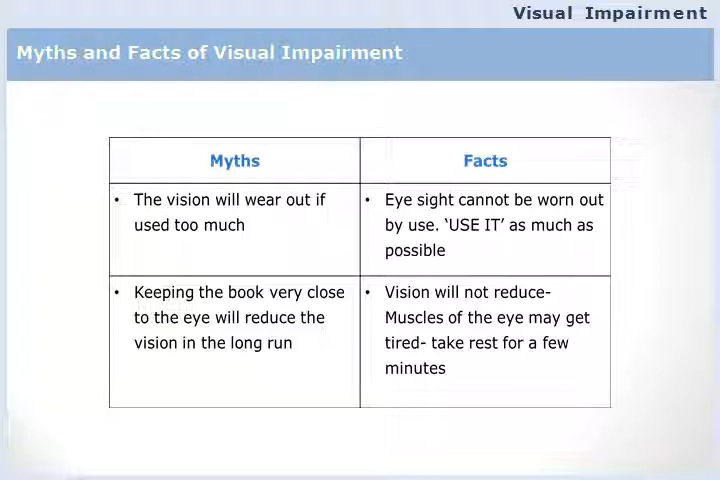 Visual Impairment
Myths and Facts of Visual Impairment
Myths
Facts
• The vision will wear out if
used too much
• Eye sight cannot be worn out
by use. ‘USE IT’ as much as
possible
• Keeping the book very close
to the eye will reduce the
vision in the long run
• Vision will not reduce-
Muscles of the eye may get
tired- take rest for a few
minutes